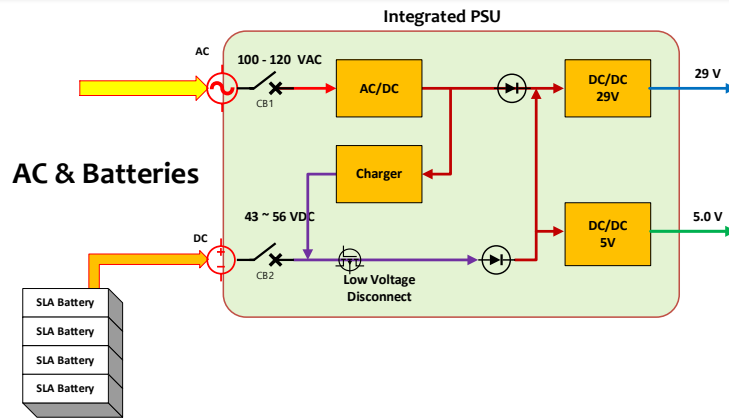 Integrated PSU
AC
100 - 120 VAC
CB1
AC/DC
DC/DC
29V
29 V
Charger
AC & Batteries
43 ~ 56 VDC
DC
CB2
Low Voltage
Disconnect
DC/DC
5V
5.0 V
SLA Battery
SLA Battery
SLA Battery
SLA Battery